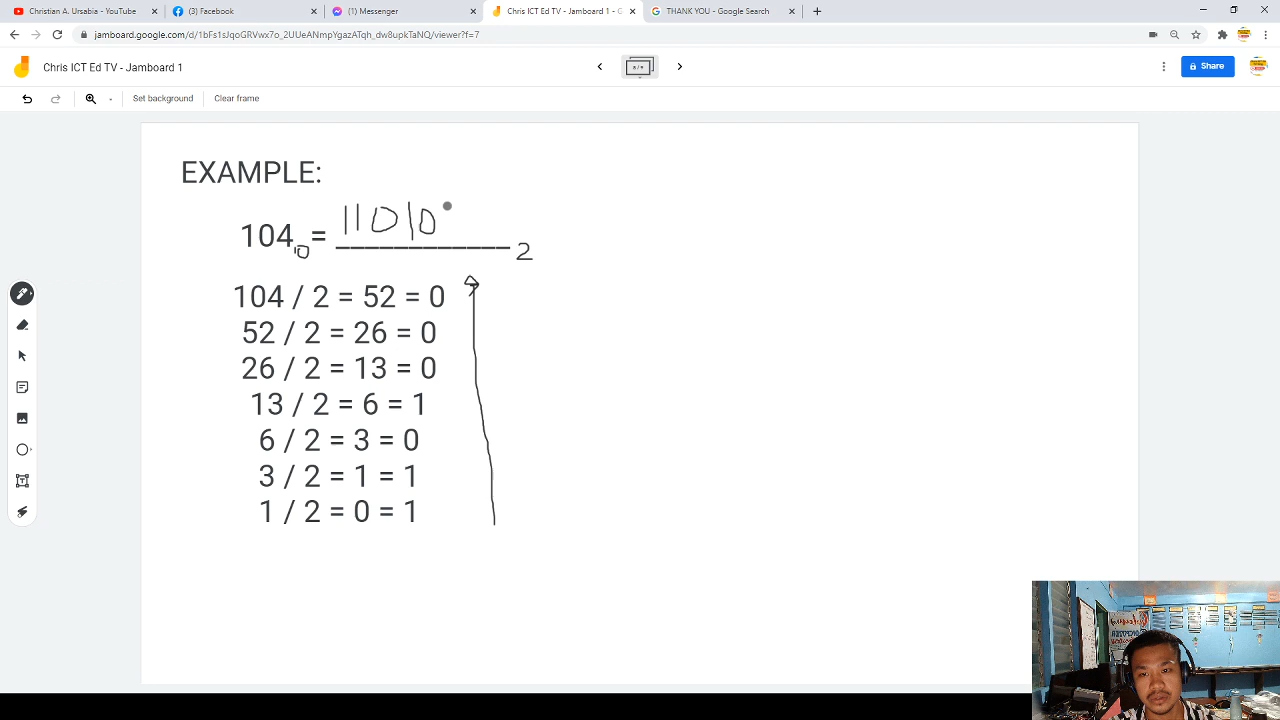 Christian A. Ursabia - YouTube
(3) Facebook
(1) Messenger
Chris ICT Ed TV - Jamboard 1 - G
THANK YOU - Google Search
jamboard.google.com/d/1bFs1sJqoGRVwx7o_2UUeANmpYgazATqh_dw8upkTaNQ/viewer?f=7
Chris ICT Ed TV - Jamboard 1
Share
Set background
Clear frame
EXAMPLE:
104 10 = 11010 2
104 / 2 = 52 = 0
52 / 2 = 26 = 0
26 / 2 = 13 = 0
13 / 2 = 6 = 1
6 / 2 = 3 = 0
3 / 2 = 1 = 1
1 / 2 = 0 = 1